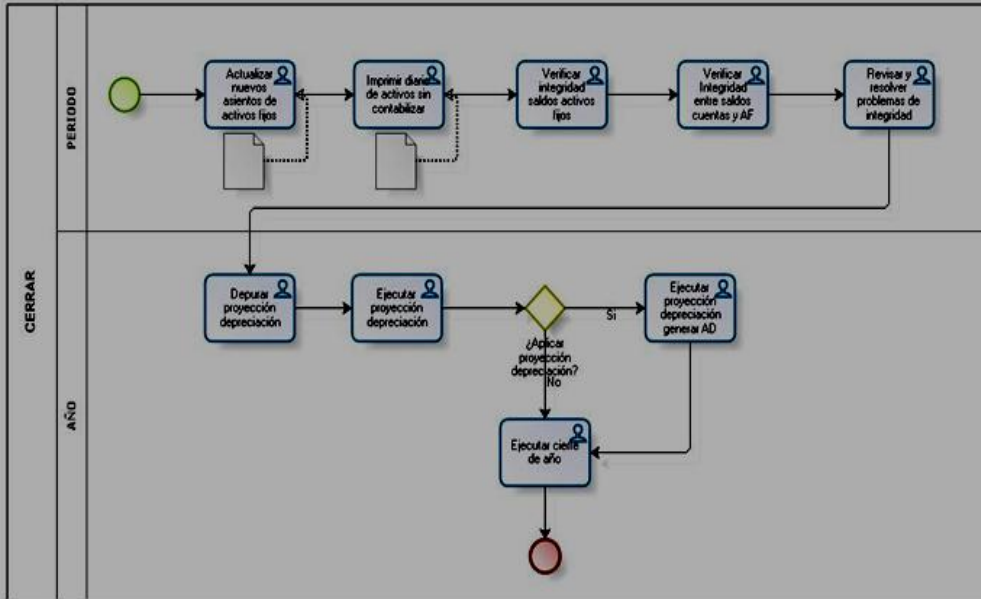 CERRAR
PERIODO
Actualizar
nuevos
asientos de
activos fijos
Imprimir diario
de activos sin
contabilizar
Verificar
integridad
saldos activos
fijos
Verificar
Integridad
entre saldos
cuentas y AF
Revisar y
resolver
problemas de
integridad
AÑO
Depurar
proyección
depreciación
Ejecutar
proyección
depreciación
¿Aplicar
proyección
depreciación?
Si
No
Ejecutar
proyección
depreciación
generar AD
Ejecutar cierre
de año